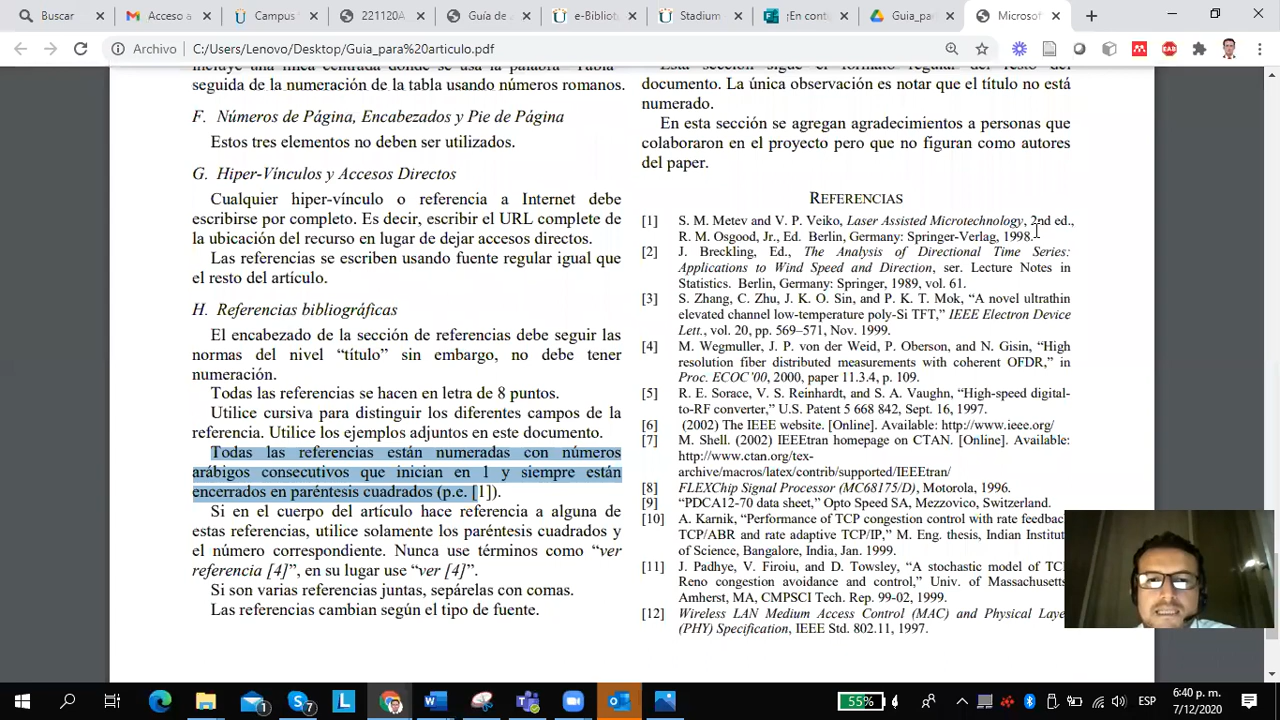 Buscar
Acceso a
Campus
221120A
Guía de
e-Bibliot
Stadium
¡En conti
Guia_par
Microsof
Archivo
C:/Users/Lenovo/Desktop/Guia_para%20articulo.pdf
seguida de la numeración de la tabla usando números romanos.
F. Números de Página, Encabezados y Pie de Página
Estos tres elementos no deben ser utilizados.
G. Hiper-Vínculos y Accesos Directos
Cualquier hiper-vínculo o referencia a Internet debe
escribirse por completo. Es decir, escribir el URL completo de
la ubicación del recurso en lugar de dejar accesos directos.
Las referencias se escriben usando fuente regular igual que
el resto del artículo.
H. Referencias bibliográficas
El encabezado de la sección de referencias debe seguir las
normas del nivel “título” sin embargo, no debe tener
numeración.
Todas las referencias se hacen en letra de 8 puntos.
Utilice cursiva para distinguir los diferentes campos de la
referencia. Utilice los ejemplos adjuntos en este documento.
Todas las referencias están numeradas con números
arábigos consecutivos que inician en 1 y siempre están
encerrados en paréntesis cuadrados (p.e. [1]).
Si en el cuerpo del artículo hace referencia a alguna de
estas referencias, utilice solamente los paréntesis cuadrados y
el número correspondiente. Nunca use términos como “ver
referencia [4]”, en su lugar use “ver [4]”.
Si son varias referencias juntas, sepárelas con comas.
Las referencias cambian según el tipo de fuente.
documento. La única observación es notar que el título no está
numerado.
En esta sección se agregan agradecimientos a personas que
colaboraron en el proyecto pero que no figuran como autores
del paper.
REFERENCIAS
[1] S. M. Metev and V. P. Veiko, Laser Assisted Microtechnology, 2nd ed.,
R. M. Osgood, Jr., Ed. Berlin, Germany: Springer-Verlag, 1998.
[2] J. Breckling, Ed., The Analysis of Directional Time Series:
Applications to Wind Speed and Direction, ser. Lecture Notes in
Statistics. Berlin, Germany: Springer, 1989, vol. 61.
[3] S. Zhang, C. Zhu, J. K. O. Sin, and P. K. T. Mok, “A novel ultrathin
elevated channel low-temperature poly-Si TFT,” IEEE Electron Device
Lett., vol. 20, pp. 569–571, Nov. 1999.
[4] M. Wegmuller, J. P. von der Weid, P. Oberson, and N. Gisin, “High
resolution fiber distributed measurements with coherent OFDR,” in
Proc. ECOC’00, 2000, paper 11.3.4, p. 109.
[5] R. E. Sorace, V. S. Reinhardt, and S. A. Vaughn, “High-speed digital-
to-RF converter,” U.S. Patent 5 668 842, Sept. 16, 1997.
[6] (2002) The IEEE website. [Online]. Available: http://www.ieee.org/
[7] M. Shell. (2002) IEEEtran homepage on CTAN. [Online]. Available:
http://www.ctan.org/tex-
archive/macros/latex/contrib/supported/IEEEtran/
[8] FLEXChip Signal Processor (MC68175/D), Motorola, 1996.
[9] “PDCA12-70 data sheet,” Opto Speed SA, Mezzovico, Switzerland.
[10] A. Karnik, “Performance of TCP congestion control with rate feedbac
TCP/ABR and rate adaptive TCP/IP,” M. Eng. thesis, Indian Institut
of Science, Bangalore, India, Jan. 1999.
[11] J. Padhye, V. Firoiu, and D. Towsley, “A stochastic model of TC
Reno congestion avoidance and control,” Univ. of Massachusetts
Amherst, MA, CMPSCI Tech. Rep. 99-02, 1999.
[12] Wireless LAN Medium Access Control (MAC) and Physical Laye
(PHY) Specification, IEEE Std. 802.11, 1997.
55%
ESP
6:40 p. m.
7/12/2020